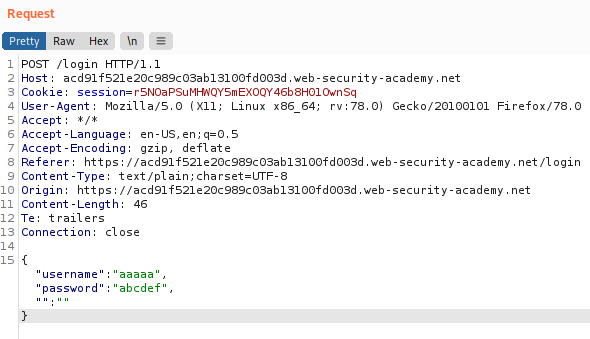 Request
Pretty Raw Hex \n
1 POST /login HTTP/1.1
2 Host: acd91f521e20c989c03ab13100fd003d.web-security-academy.net
3 Cookie: session=r5NOaPSuMHWQY5mEXOQY46b8H01OwnSq
4 User-Agent: Mozilla/5.0 (X11; Linux x86_64; rv:78.0) Gecko/20100101 Firefox/78.0
5 Accept: */*
6 Accept-Language: en-US,en;q=0.5
7 Accept-Encoding: gzip, deflate
8 Referer: https://acd91f521e20c989c03ab13100fd003d.web-security-academy.net/login
9 Content-Type: text/plain;charset=UTF-8
10 Origin: https://acd91f521e20c989c03ab13100fd003d.web-security-academy.net
11 Content-Length: 46
12 Te: trailers
13 Connection: close
14
15 {
"username":"aaaaa",
"password":"abcdef",
"":""
}